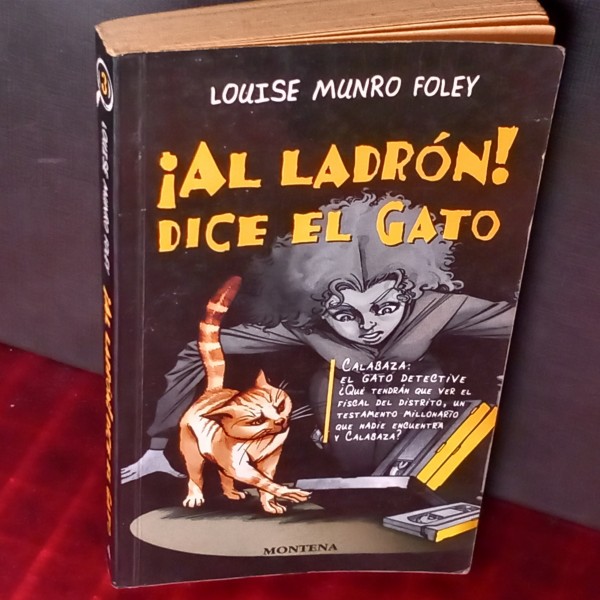 LOUISE MUNRO FOLEY
¡AL LADRÓN!
DICE EL GATO
CALABAZA:
EL GATO DETECTIVE
¿QUÉ TENDRÁN QUE VER EL
FISCAL DEL DISTRITO, UN
TESTAMENTO MILLONARIO
QUE NADIE ENCUENTRA
Y CALABAZA?
MONTENA
LOUISE MUNRO FOLEY
¡AL LADRÓN! DICE EL GATO